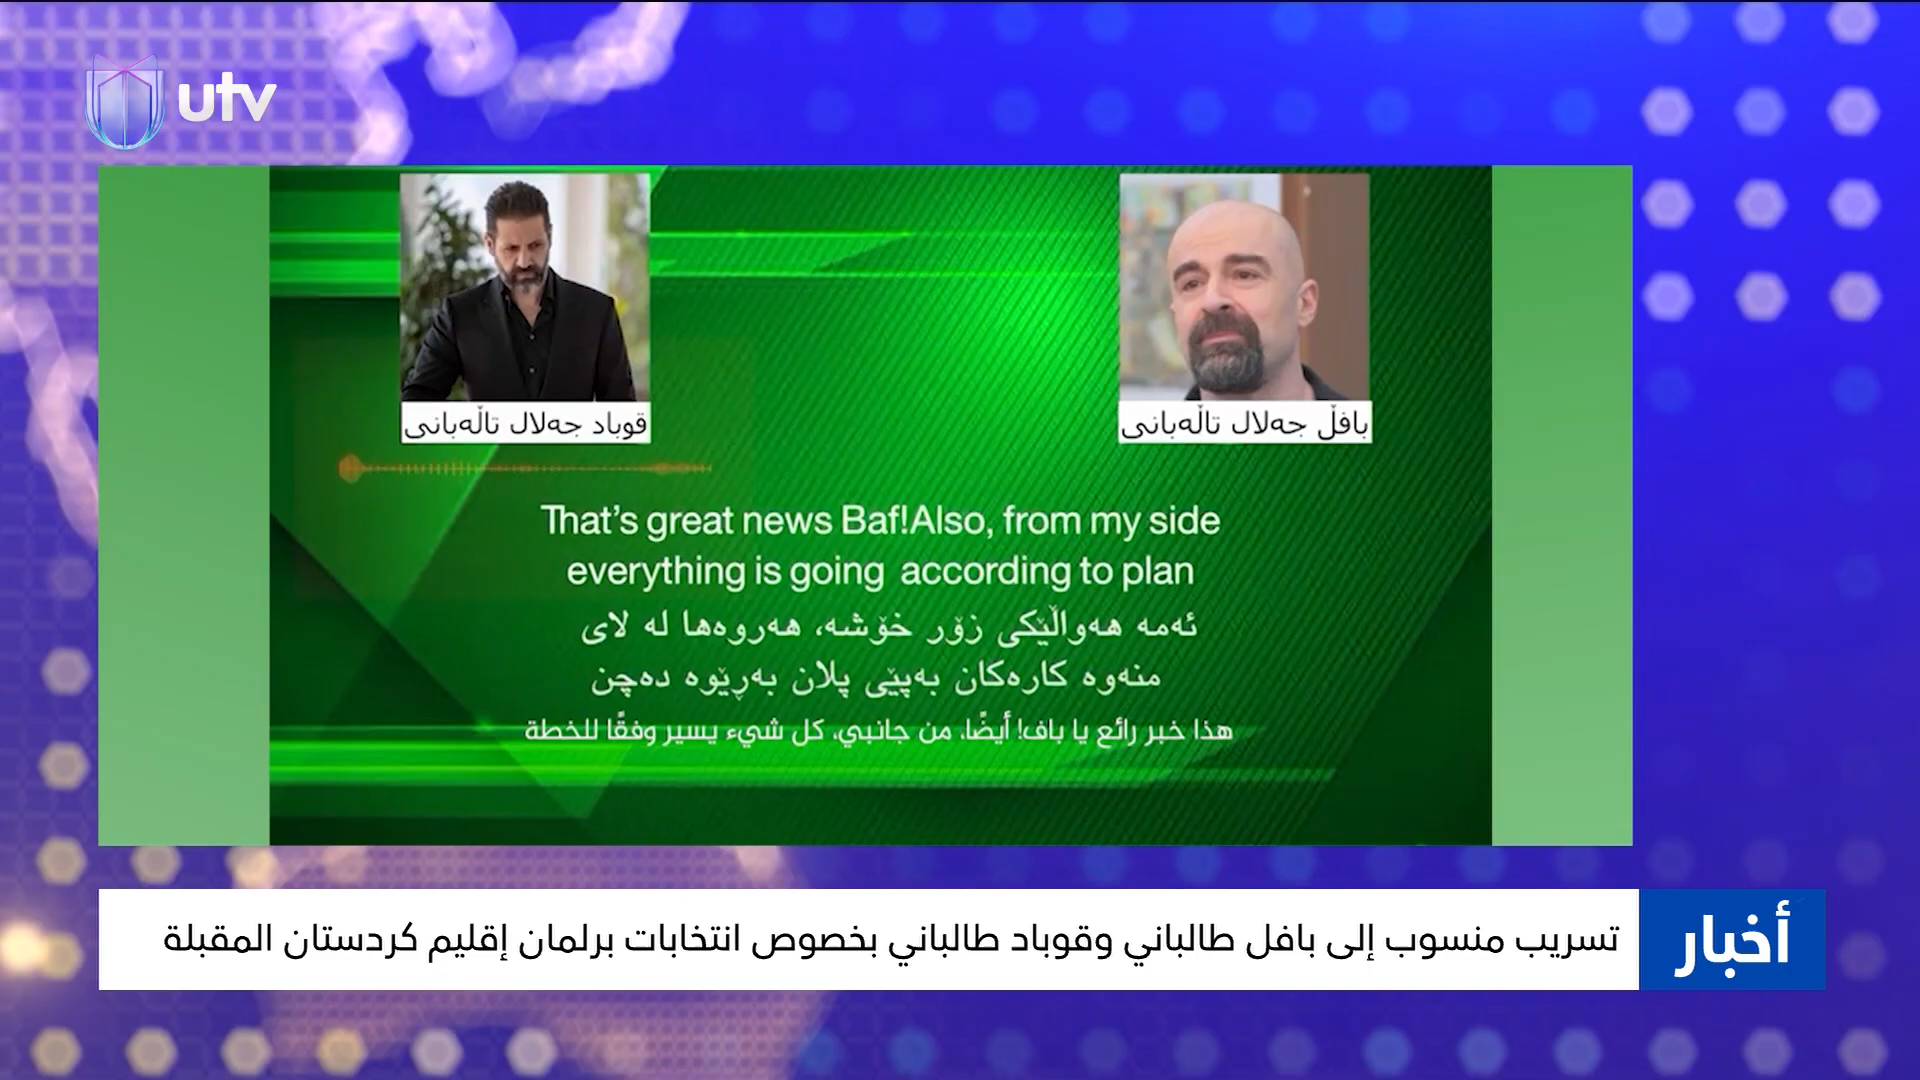 utv
قوباد جەلال تاڵەبانی
بافڵ جەلال تاڵەبانی
That's great news Baf!Also, from my side
everything is going according to plan
ئەمە هەواڵێکی زۆر خۆشە، هەروەها لە لای
منەوە کارەکان بەپێی پلان بەڕێوە دەچن
هذا خبر رائع يا باف! أيضًا، من جانبي، كل شيء يسير وفقًا للخطة
أخبار
تسريب منسوب إلى بافل طالباني وقوباد طالباني بخصوص انتخابات برلمان إقليم كردستان المقبلة